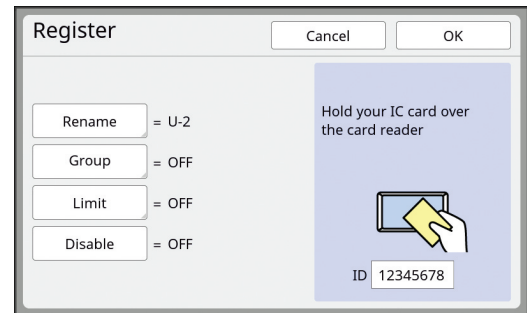 Register
Cancel
OK
Rename = U-2
Group = OFF
Limit = OFF
Disable = OFF
Hold your IC card over
the card reader
ID 12345678